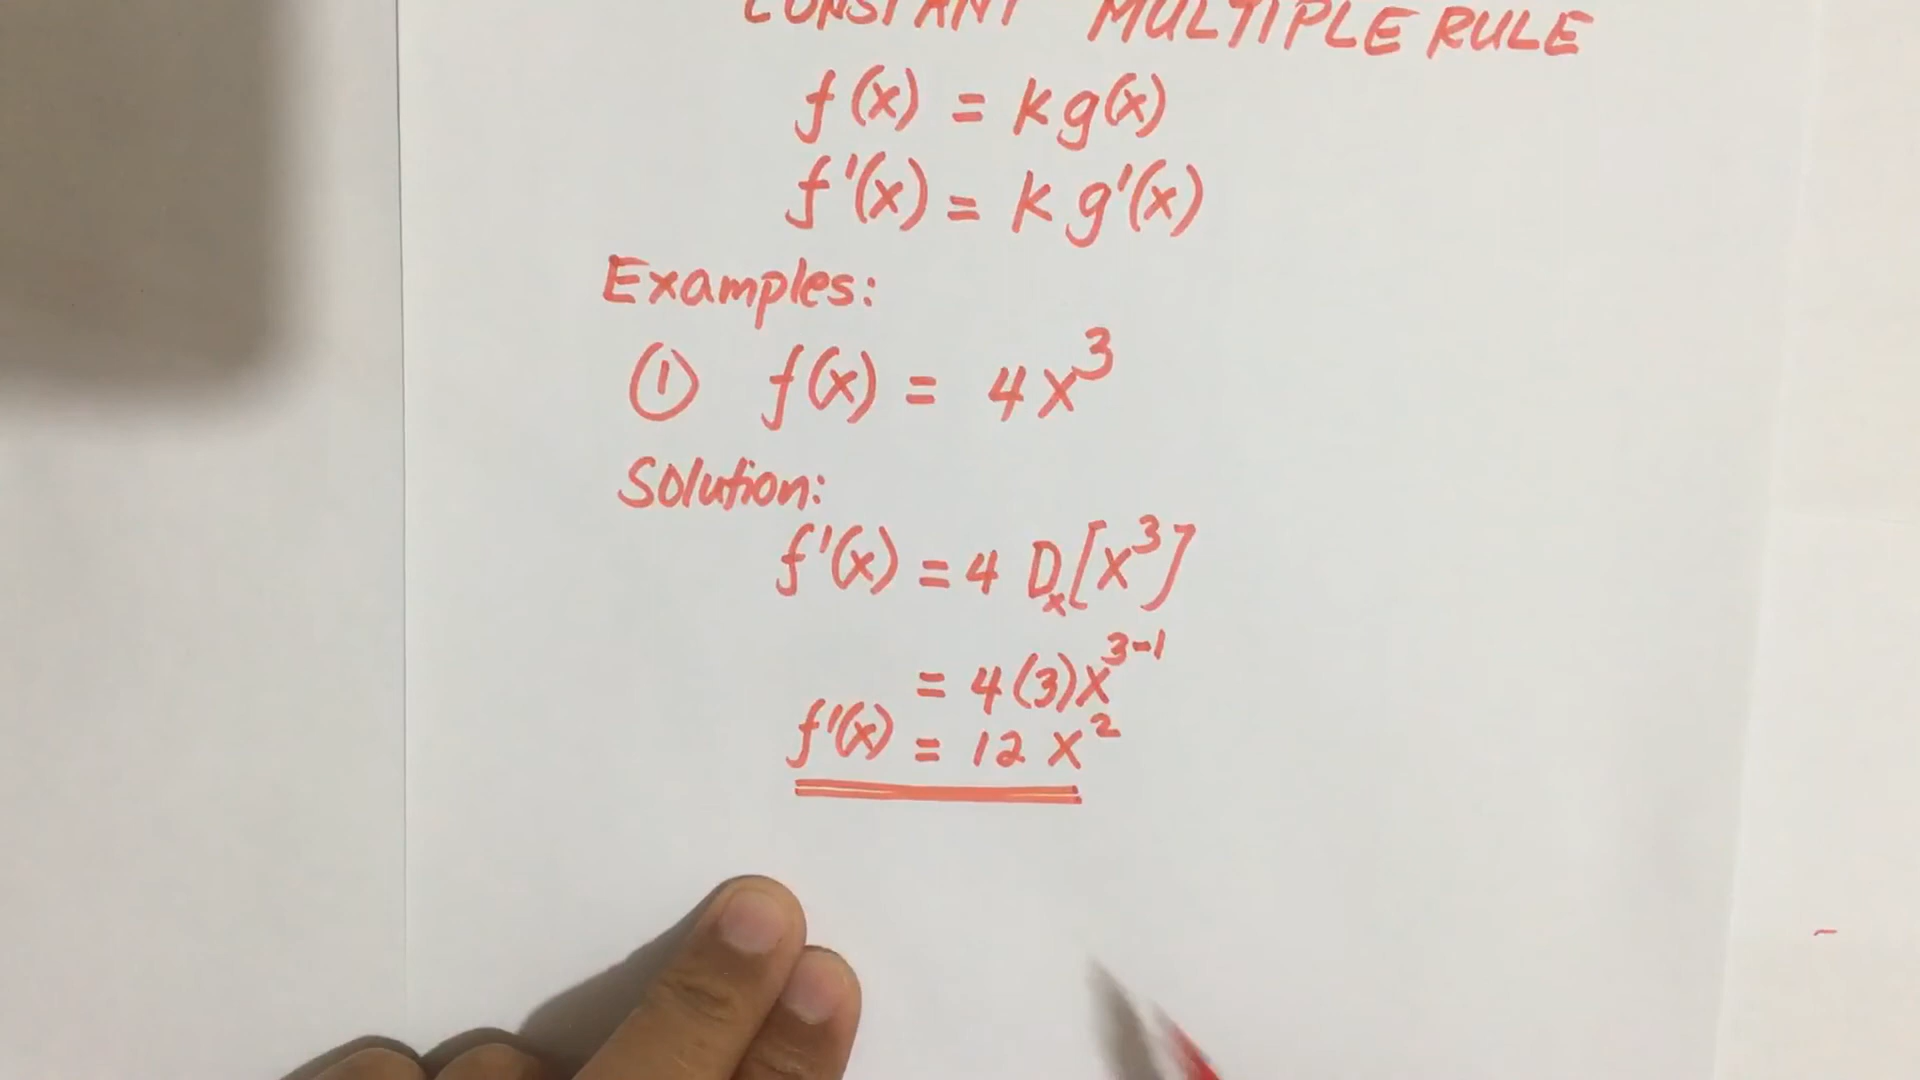 CONSTANT MULTIPLE RULE
f(x) = kg(x)
f'(x) = k g'(x)
Examples:
① f(x) = 4x³
Solution:
f'(x) = 4 Dₓ[x³]
= 4(3)x³⁻¹
f'(x) = 12x²